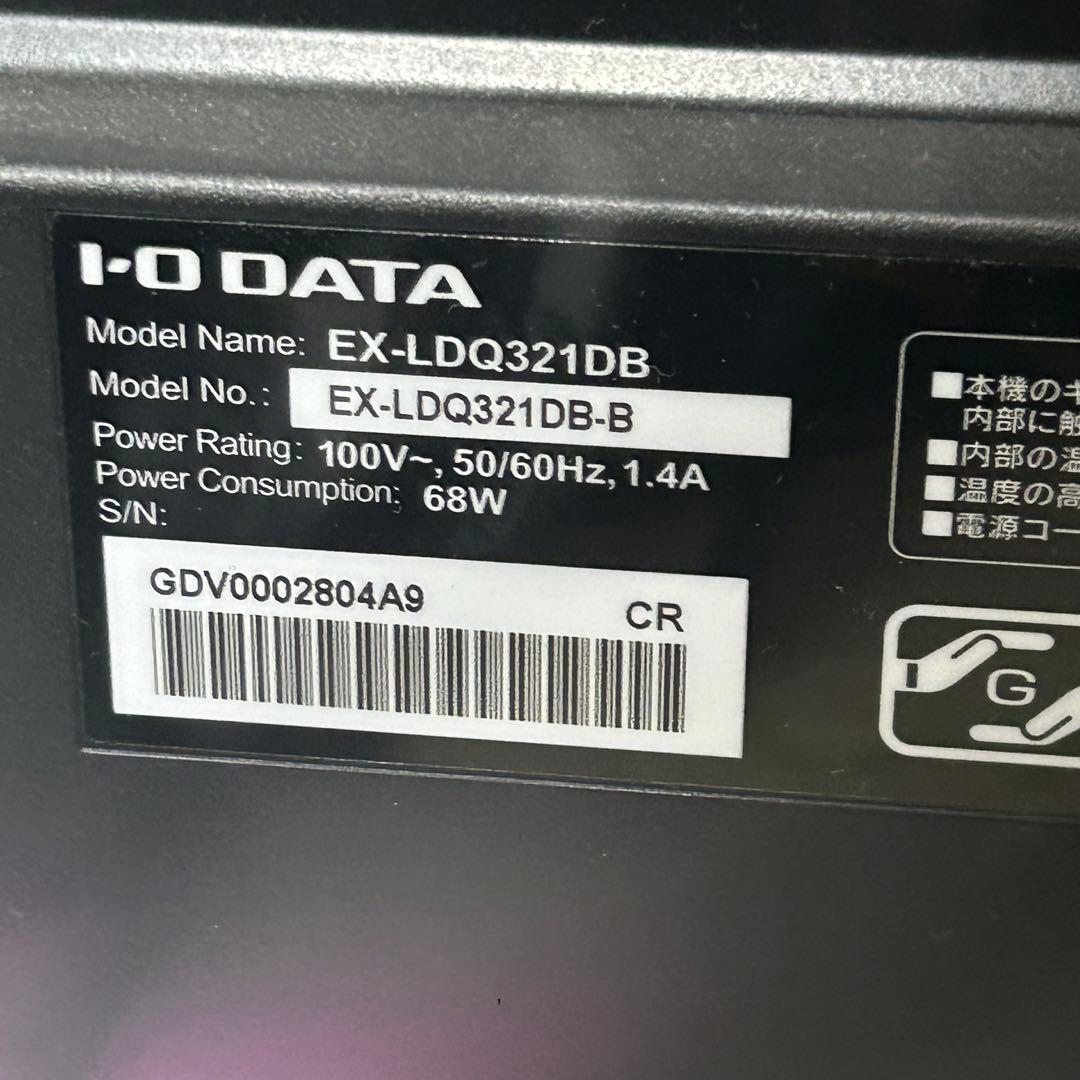 I-O DATA
Model Name: EX-LDQ321DB
Model No.: EX-LDQ321DB-B
Power Rating: 100V~, 50/60Hz, 1.4A
Power Consumption: 68W
S/N:
GDV0002804A9 CR
■本機のキ
内部に触
■内部の温
■温度の高
■電源コー
G